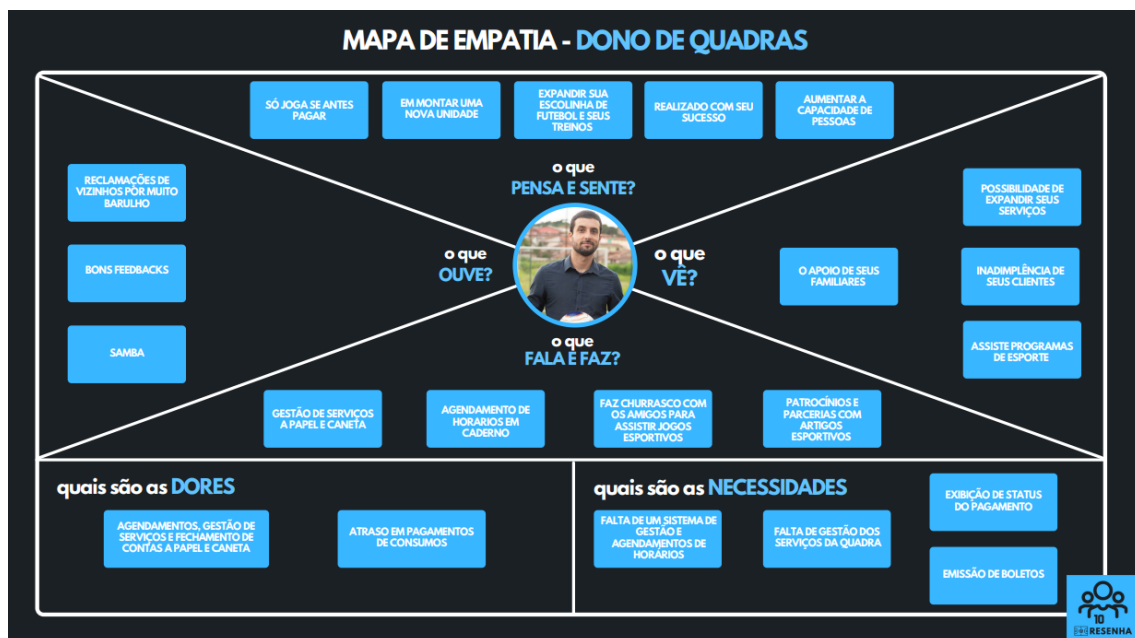 MAPA DE EMPATIA - DONO DE QUADRAS
SÓ JOGA SE ANTES
PAGAR
EM MONTAR UMA
NOVA UNIDADE
EXPANDIR SUA
ESCOLINHA DE
FUTEBOL E SEUS
TREINOS
REALIZADO COM SEU
SUCESSO
AUMENTAR A
CAPACIDADE DE
PESSOAS
o que
PENSA E SENTE?
RECLAMAÇÕES DE
VIZINHOS POR MUITO
BARULHO
BONS FEEDBACKS
SAMBA
o que
OUVE?
o que
VÊ?
O APOIO DE SEUS
FAMILIARES
POSSIBILIDADE DE
EXPANDIR SEUS
SERVIÇOS
INADIMPLÊNCIA DE
SEUS CLIENTES
ASSISTE PROGRAMAS
DE ESPORTE
o que
FALA E FAZ?
GESTÃO DE SERVIÇOS
A PAPEL E CANETA
AGENDAMENTO DE
HORARIOS EM
CADERNO
FAZ CHURRASCO COM
OS AMIGOS PARA
ASSISTIR JOGOS
ESPORTIVOS
PATROCÍNIOS E
PARCERIAS COM
ARTIGOS
ESPORTIVOS
quais são as DORES
AGENDAMENTOS, GESTÃO DE
SERVIÇOS E FECHAMENTO DE
CONTAS A PAPEL E CANETA
ATRASO EM PAGAMENTOS
DE CONSUMOS
quais são as NECESSIDADES
FALTA DE UM SISTEMA DE
GESTÃO E
AGENDAMENTOS DE
HORÁRIOS
FALTA DE GESTÃO DOS
SERVIÇOS DA QUADRA
EXIBIÇÃO DE STATUS
DO PAGAMENTO
EMISSÃO DE BOLETOS
10
RESENHA